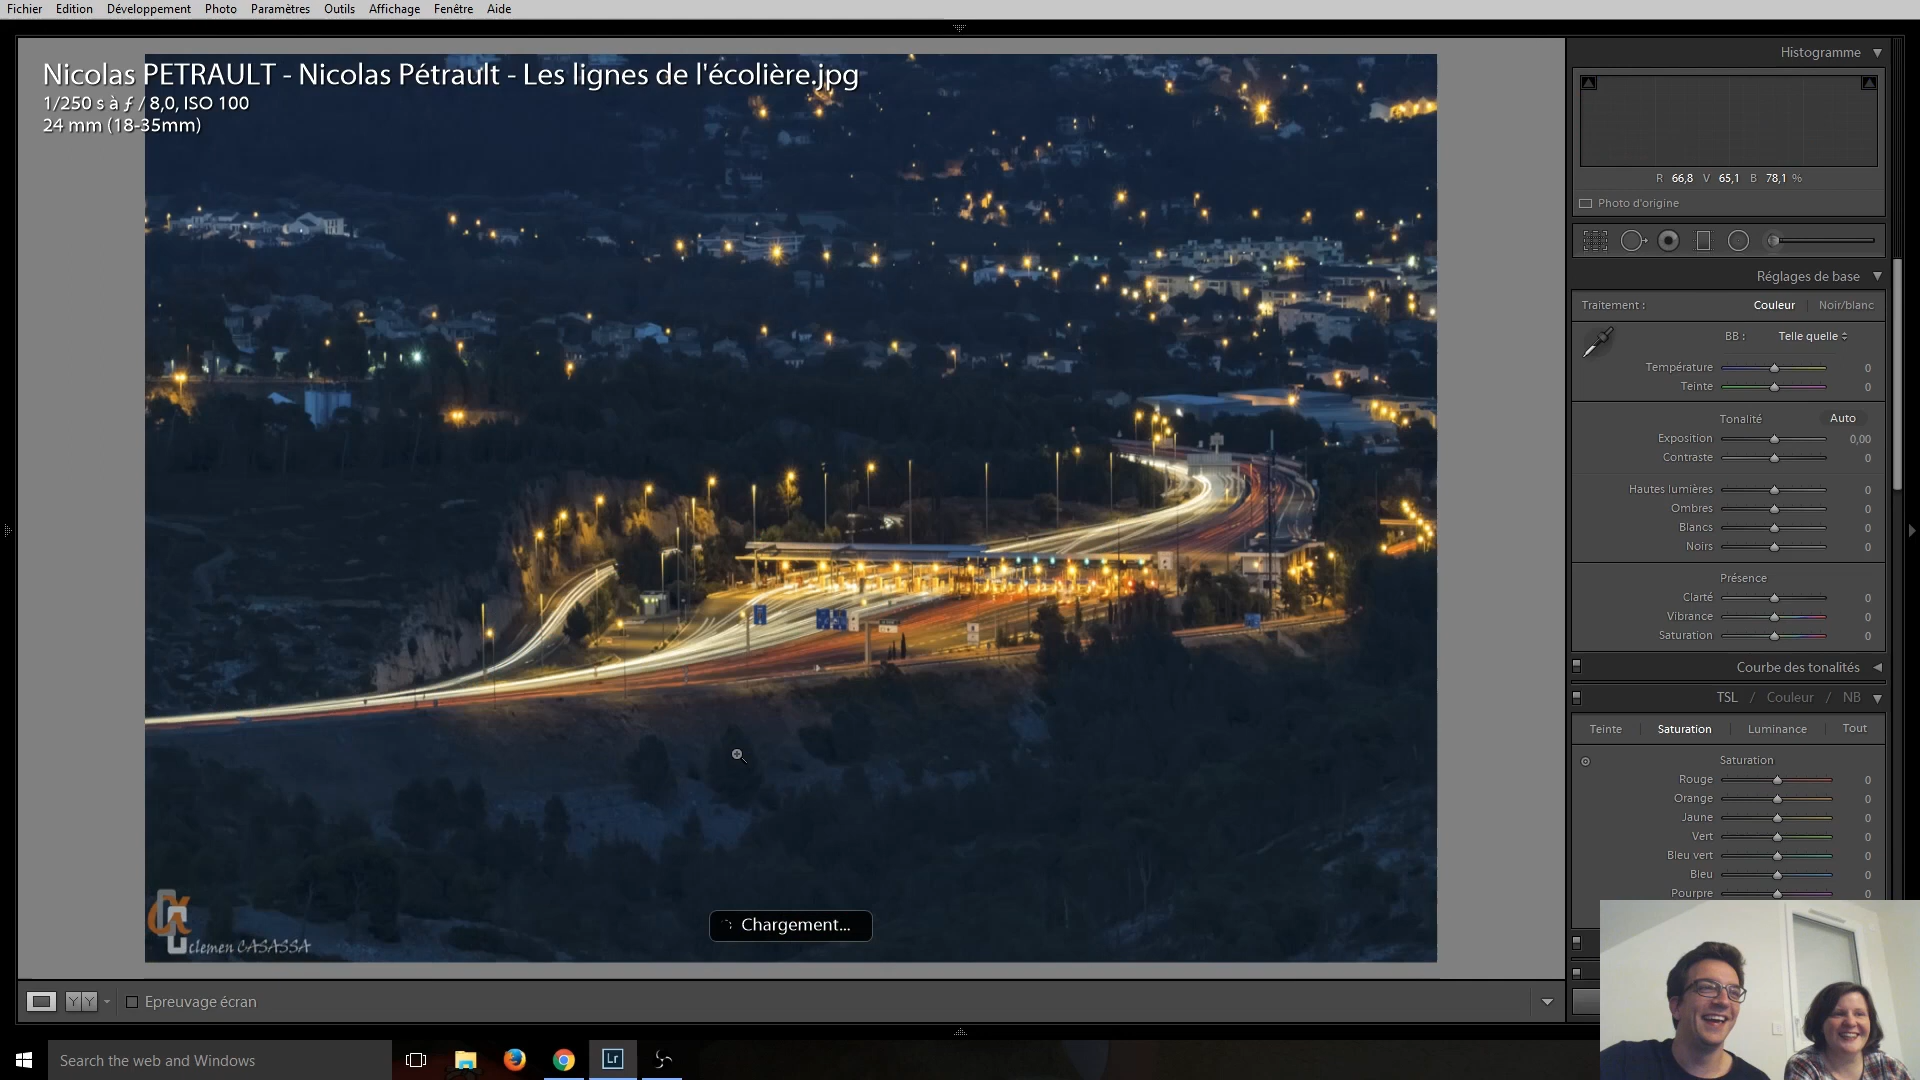 Fichier Edition Développement Photo Paramètres Outils Affichage Fenêtre Aide
Nicolas PETRAULT - Nicolas Pétrault - Les lignes de l'écolière.jpg
1/250 s à ƒ / 8,0, ISO 100
24 mm (18-35mm)
Histogramme
R 66,8 V 65,1 B 78,1 %
Photo d'origine
Réglages de base
Traitement : Couleur Noir/blanc
BB : Telle quelle
Température 0
Teinte 0
Tonalité Auto
Exposition 0,00
Contraste 0
Hautes lumières 0
Ombres 0
Blancs 0
Noirs 0
Présence
Clarté 0
Vibrance 0
Saturation 0
Courbe des tonalités
TSL / Couleur / NB
Teinte Saturation Luminance Tout
Saturation
Rouge 0
Orange 0
Jaune 0
Vert 0
Bleu vert 0
Bleu 0
Pourpre 0
Chargement...
clemen CASASSA
Y Y Epreuvage écran
Search the web and Windows
Lr